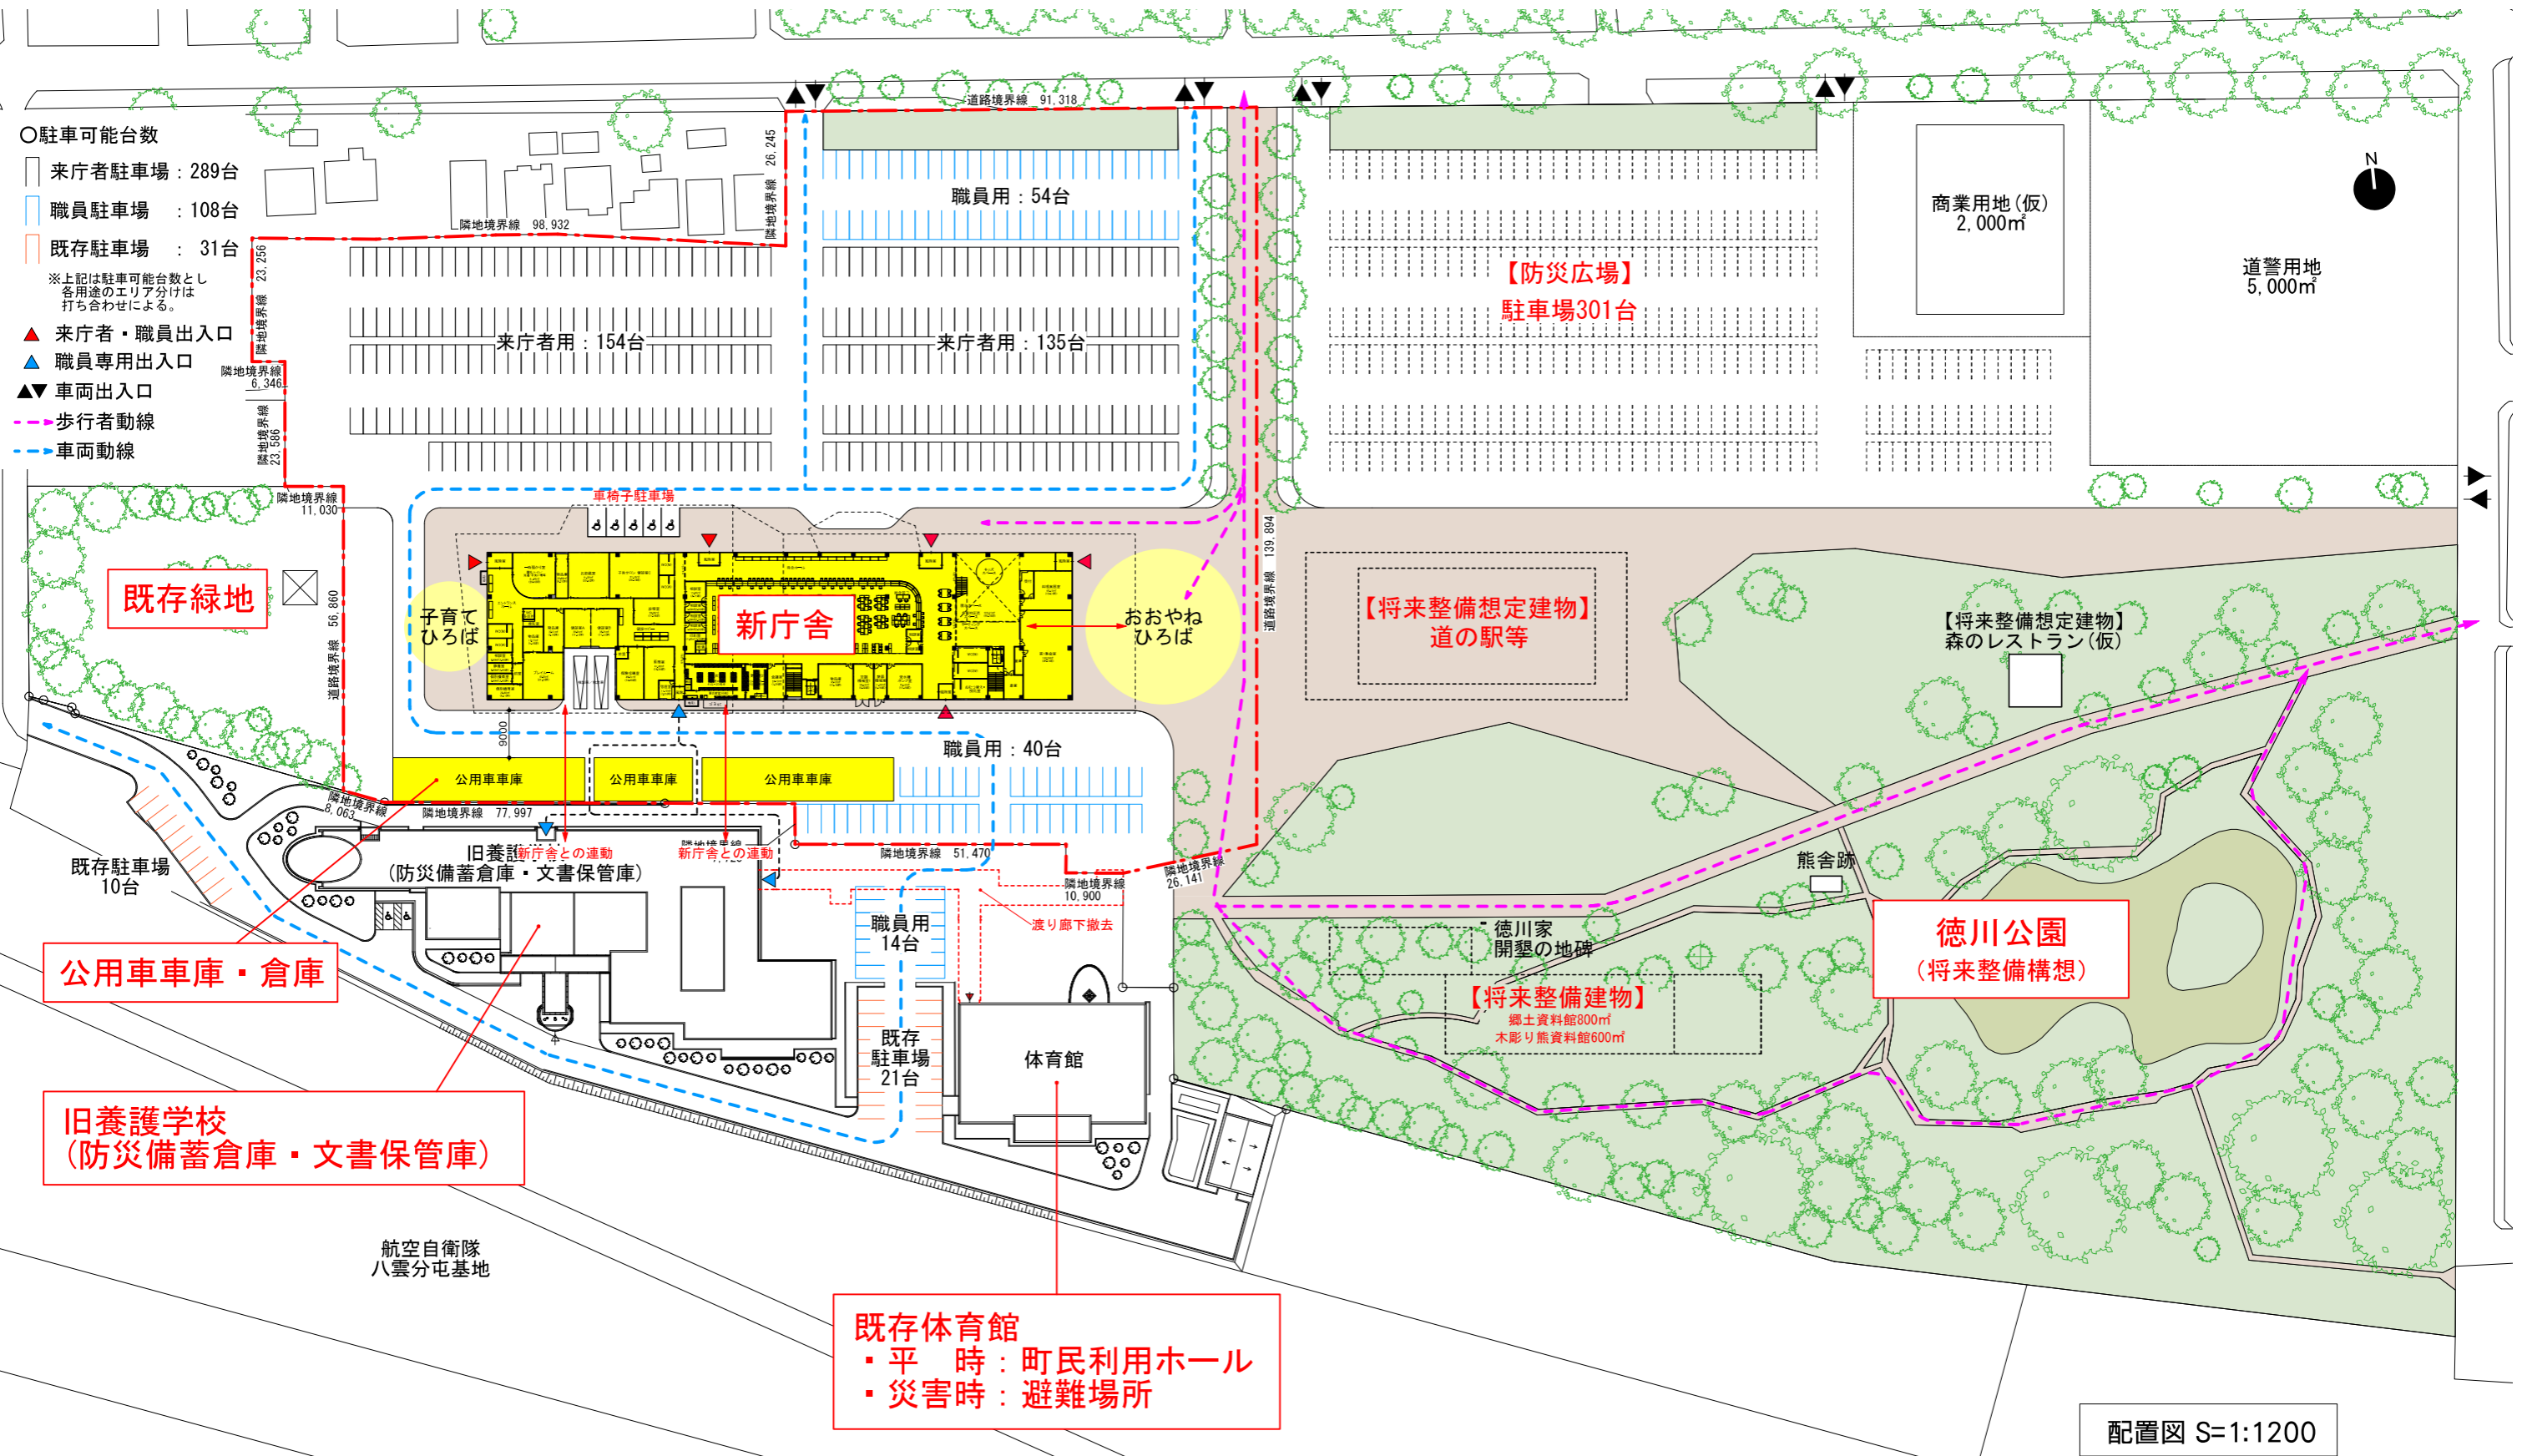 ○駐車可能台数
来庁者駐車場：289台
職員駐車場　：108台
既存駐車場　： 31台
※上記は駐車可能台数とし
各用途のエリア分けは
打ち合わせによる。
▲ 来庁者・職員出入口
▲ 職員専用出入口
▲▼ 車両出入口
歩行者動線
車両動線
道路境界線 91,318
隣地境界線 26,245
隣地境界線 98,932
隣地境界線 23,256
隣地境界線
6,346
隣地境界線
23,586
隣地境界線
11,030
道路境界線 56,860
職員用：54台
来庁者用：154台
来庁者用：135台
【防災広場】
駐車場301台
商業用地(仮)
2,000㎡
道警用地
5,000㎡
N
車椅子駐車場
既存緑地
子育て
ひろば
新庁舎
おおやね
ひろば
道路境界線 139,894
【将来整備想定建物】
道の駅等
【将来整備想定建物】
森のレストラン(仮)
9000
職員用：40台
公用車車庫
公用車車庫
公用車車庫
隣地境界線
8,063
隣地境界線 77,997
隣地境界線
隣地境界線 51,470
隣地境界線
10,900
隣地境界線
26,141
既存駐車場
10台
旧養護
(防災備蓄倉庫・文書保管庫)
新庁舎との連動
新庁舎との連動
職員用
14台
渡り廊下撤去
熊舎跡
徳川家
開墾の地碑
徳川公園
(将来整備構想)
【将来整備建物】
郷土資料館800㎡
木彫り熊資料館600㎡
公用車車庫・倉庫
既存
駐車場
21台
体育館
旧養護学校
(防災備蓄倉庫・文書保管庫)
航空自衛隊
八雲分屯基地
既存体育館
・平　時：町民利用ホール
・災害時：避難場所
配置図 S=1:1200